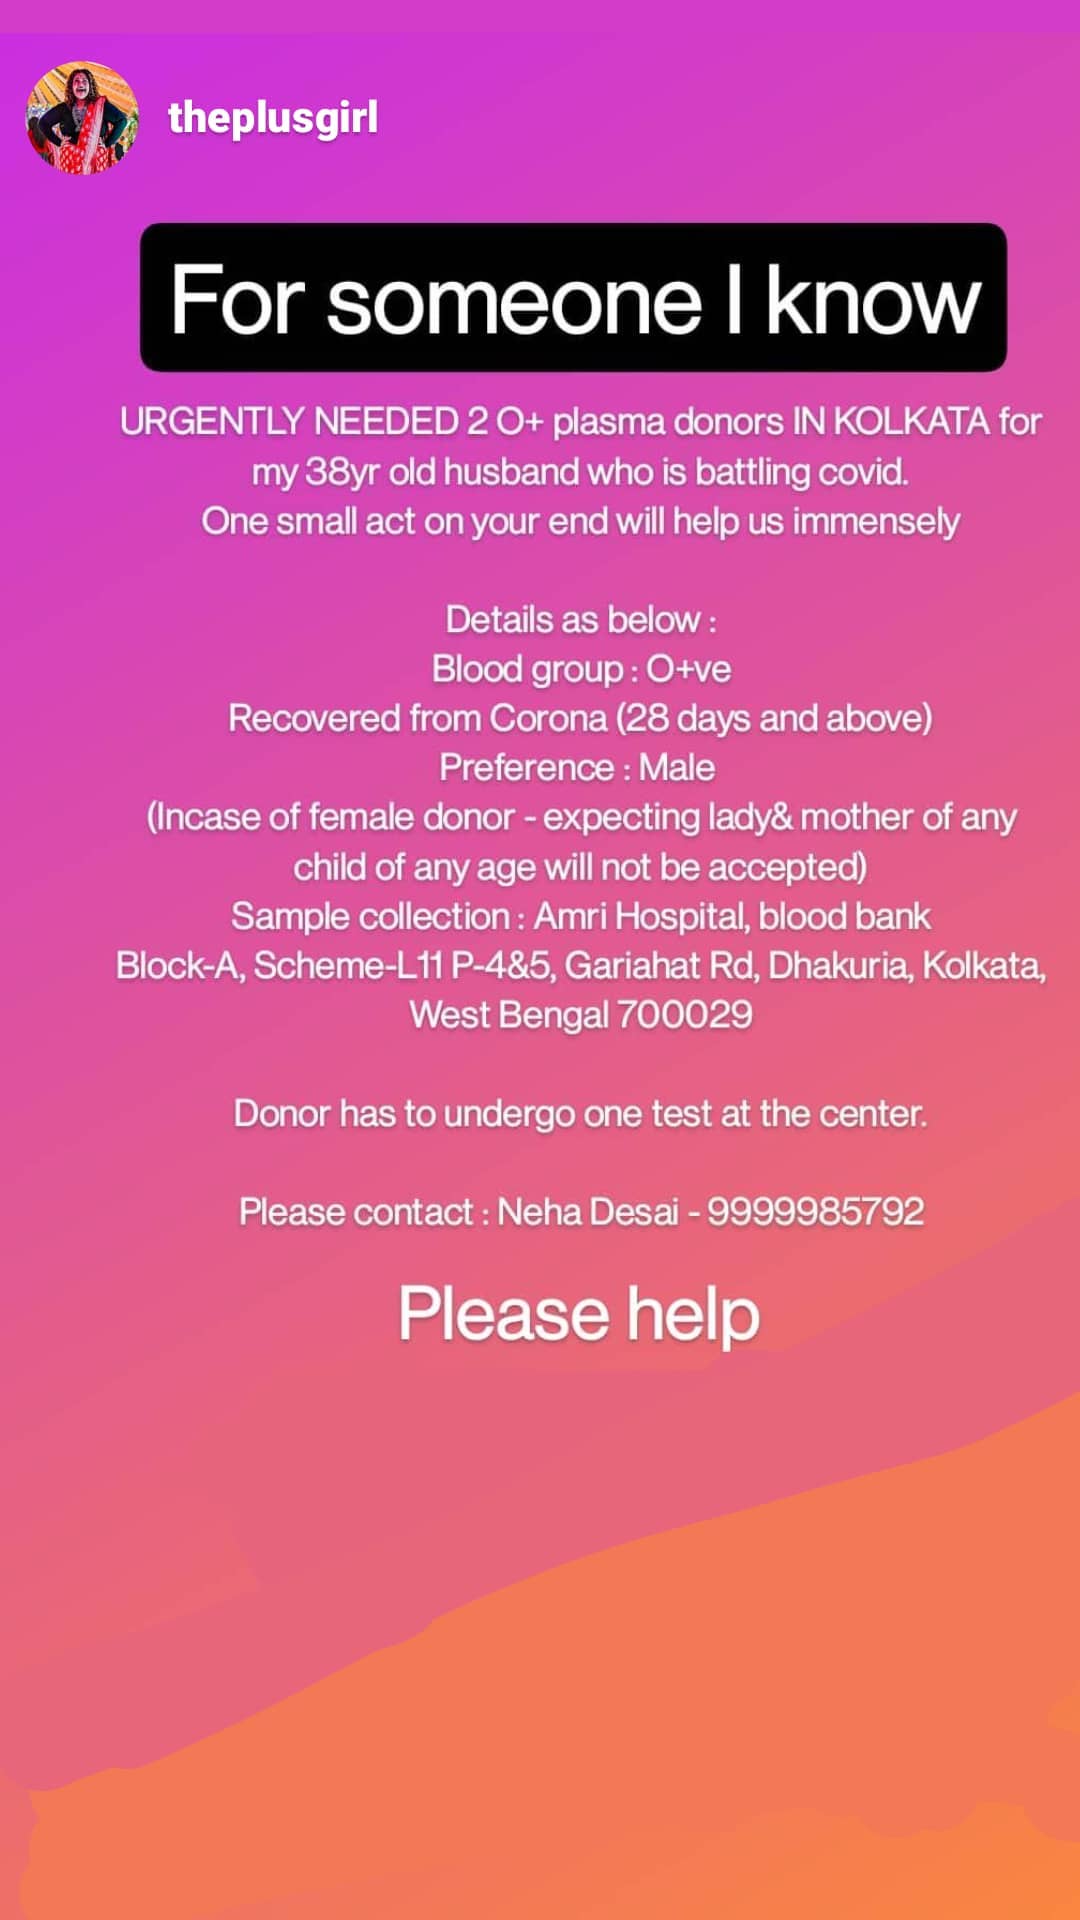 theplusgirl
For someone I know
URGENTLY NEEDED 2 O+ plasma donors IN KOLKATA for
my 38yr old husband who is battling covid.
One small act on your end will help us immensely
Details as below :
Blood group : O+ve
Recovered from Corona (28 days and above)
Preference : Male
(Incase of female donor - expecting lady& mother of any
child of any age will not be accepted)
Sample collection : Amri Hospital, blood bank
Block-A, Scheme-L11 P-4&5, Gariahat Rd, Dhakuria, Kolkata,
West Bengal 700029
Donor has to undergo one test at the center.
Please contact : Neha Desai - 9999985792
Please help